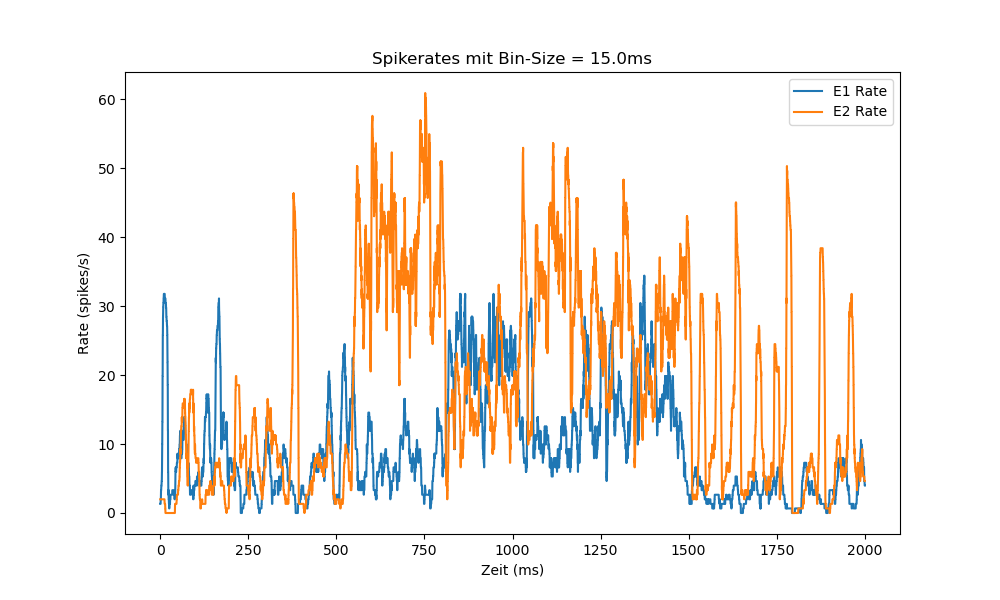 Spikerates mit Bin-Size = 15.0ms
E1 Rate
E2 Rate
60
50
40
30
20
10
0
Rate (spikes/s)
0 250 500 750 1000 1250 1500 1750 2000
Zeit (ms)